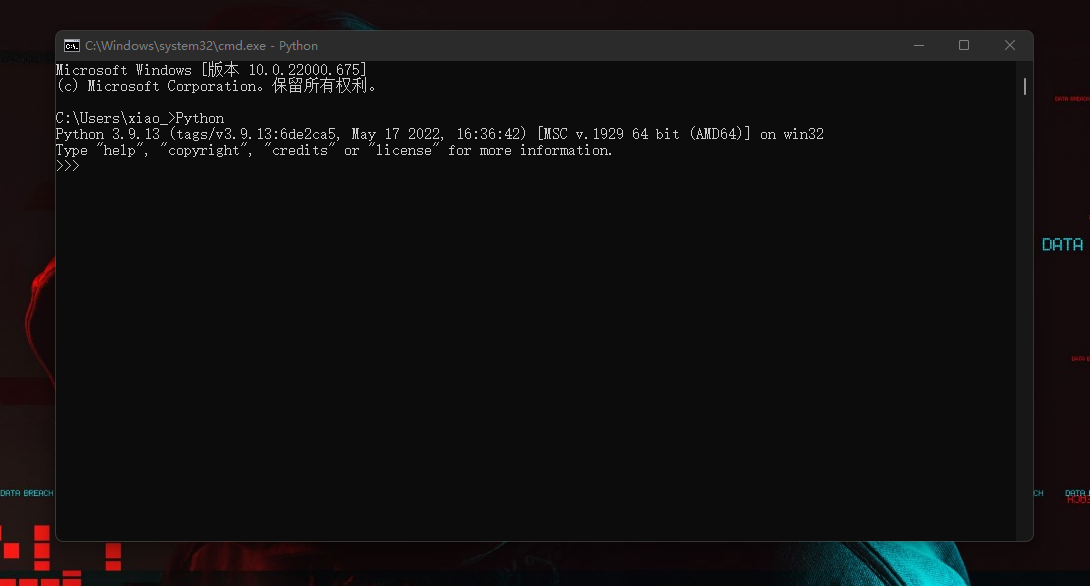 C:\Windows\system32\cmd.exe - Python
Microsoft Windows [版本 10.0.22000.675]
(c) Microsoft Corporation。保留所有权利。
C:\Users\xiao_>Python
Python 3.9.13 (tags/v3.9.13:6de2ca5, May 17 2022, 16:36:42) [MSC v.1929 64 bit (AMD64)] on win32
Type "help", "copyright", "credits" or "license" for more information.
>>>
DATA BREACH
DATA
DATA BREACH
CH
DATA